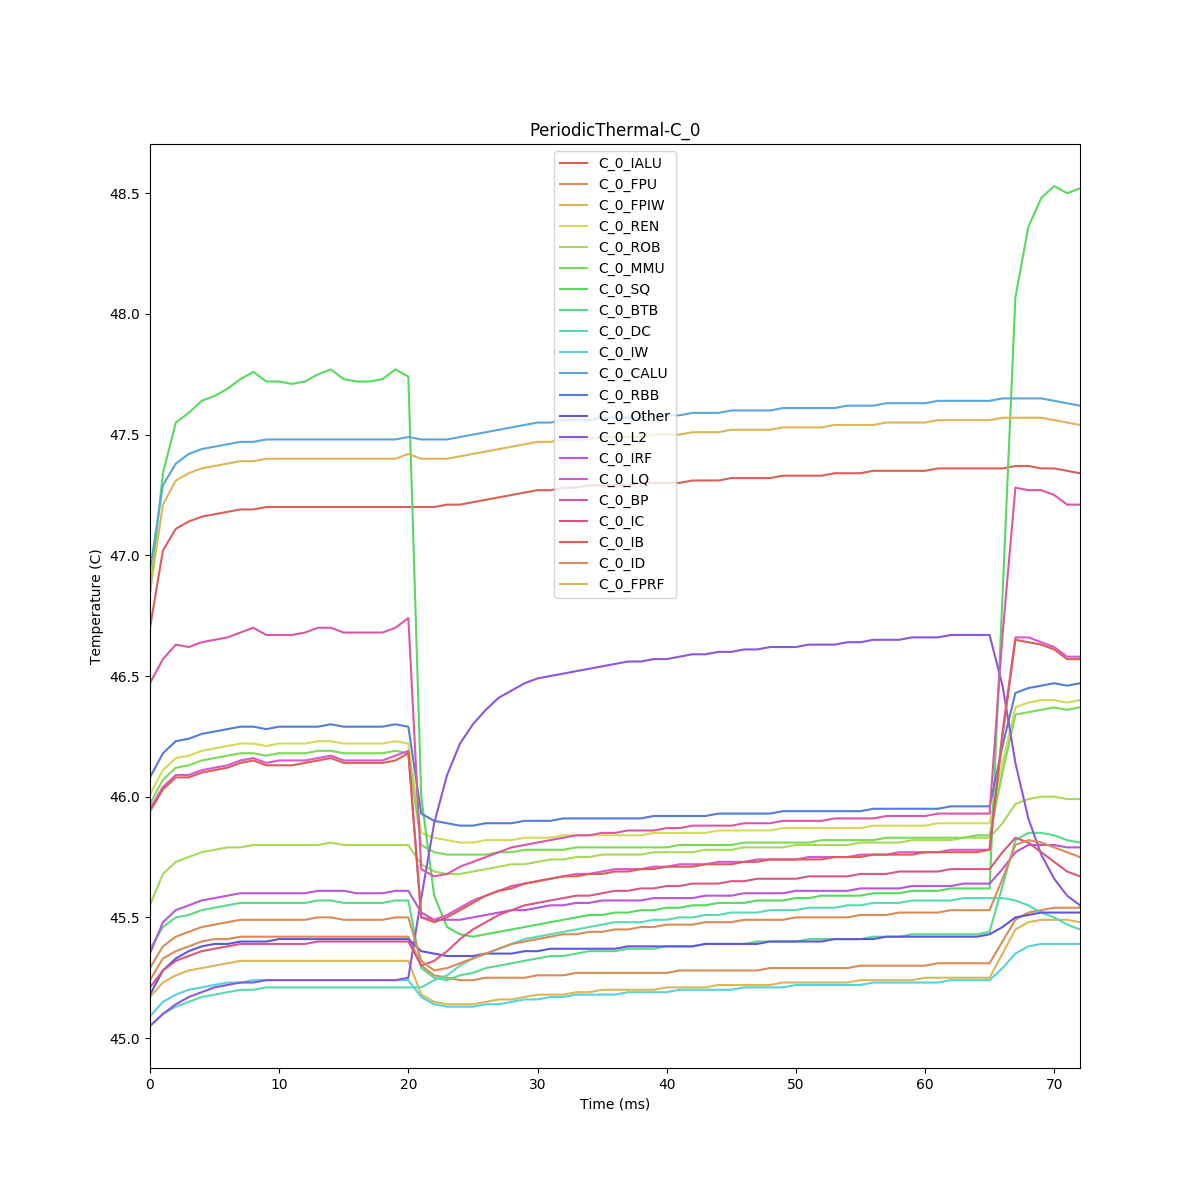 PeriodicThermal-C_0
C_0_IALU
C_0_FPU
C_0_FPIW
C_0_REN
C_0_ROB
C_0_MMU
C_0_SQ
C_0_BTB
C_0_DC
C_0_IW
C_0_CALU
C_0_RBB
C_0_Other
C_0_L2
C_0_IRF
C_0_LQ
C_0_BP
C_0_IC
C_0_IB
C_0_ID
C_0_FPRF
Temperature (C)
48.5
48.0
47.5
47.0
46.5
46.0
45.5
45.0
0 10 20 30 40 50 60 70
Time (ms)